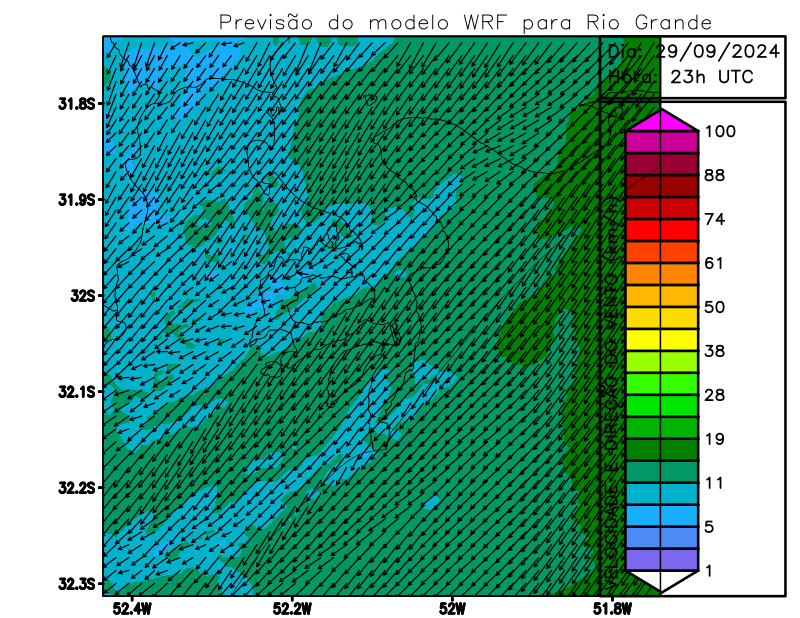 Previsão do modelo WRF para Rio Grande
Dia: 29/09/2024
Hora: 23h UTC
31.8S
31.9S
32S
32.1S
32.2S
32.3S
52.4W
52.2W
52W
51.8W
VELOCIDADE E DIREÇÃO DO VENTO (km/h)
100
88
74
61
50
38
28
19
11
5
1